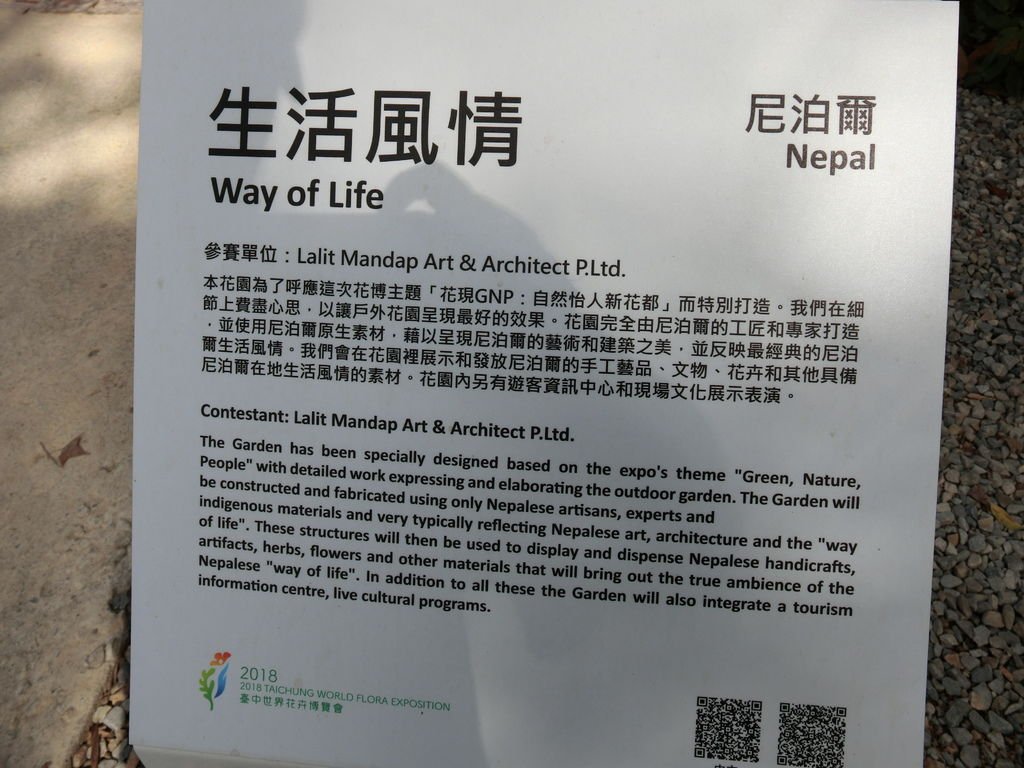 生活風情
尼泊爾
Way of Life
Nepal
參賽單位：Lalit Mandap Art & Architect P.Ltd.
本花園為了呼應這次花博主題「花現GNP：自然怡人新花都」而特別打造。我們在細
節上費盡心思，以讓戶外花園呈現最好的效果。花園完全由尼泊爾的工匠和專家打造
，並使用尼泊爾原生素材，藉以呈現尼泊爾的藝術和建築之美，並反映最經典的尼泊
爾生活風情。我們會在花園裡展示和發放尼泊爾的手工藝品、文物、花卉和其他具備
尼泊爾在地生活風情的素材。花園內另有遊客資訊中心和現場文化展示表演。
Contestant: Lalit Mandap Art & Architect P.Ltd.
The Garden has been specially designed based on the expo's theme "Green, Nature,
People" with detailed work expressing and elaborating the outdoor garden. The Garden will
be constructed and fabricated using only Nepalese artisans, experts and
indigenous materials and very typically reflecting Nepalese art, architecture and the "way
of life". These structures will then be used to display and dispense Nepalese handicrafts,
artifacts, herbs, flowers and other materials that will bring out the true ambience of the
Nepalese "way of life". In addition to all these the Garden will also integrate a tourism
information centre, live cultural programs.
2018
2018 TAICHUNG WORLD FLORA EXPOSITION
臺中世界花卉博覽會